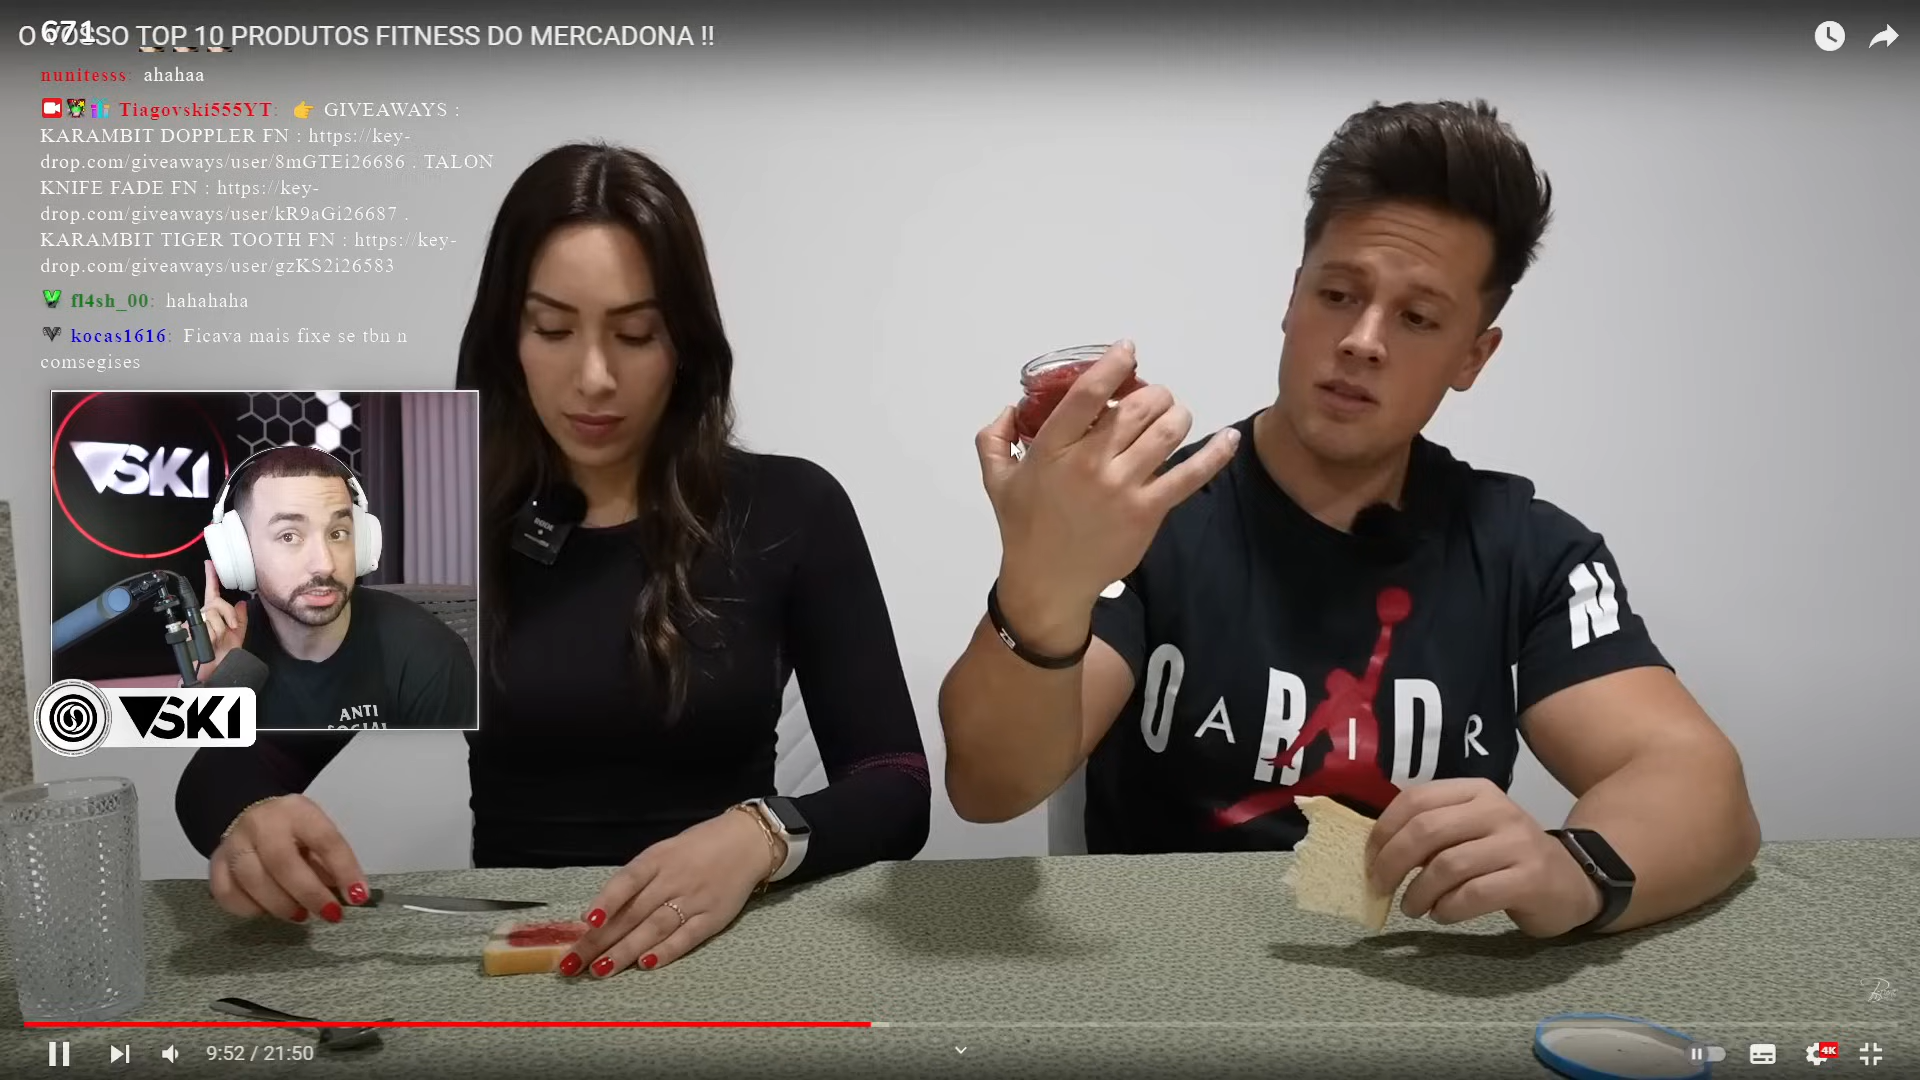 O VOSSO TOP 10 PRODUTOS FITNESS DO MERCADONA !!
671
nunitesss: ahahaa
Tiagovski555YT: 👉 GIVEAWAYS :
KARAMBIT DOPPLER FN : https://key-
drop.com/giveaways/user/8mGTEi26686 . TALON
KNIFE FADE FN : https://key-
drop.com/giveaways/user/kR9aGi26687 .
KARAMBIT TIGER TOOTH FN : https://key-
drop.com/giveaways/user/gzKS2i26583
fl4sh_00: hahahaha
kocas1616: Ficava mais fixe se tbn n
comsegises
VSKI
ANTI
SOCIAL
VSKI
RODE
N
O A R I D R
9:52 / 21:50
4K